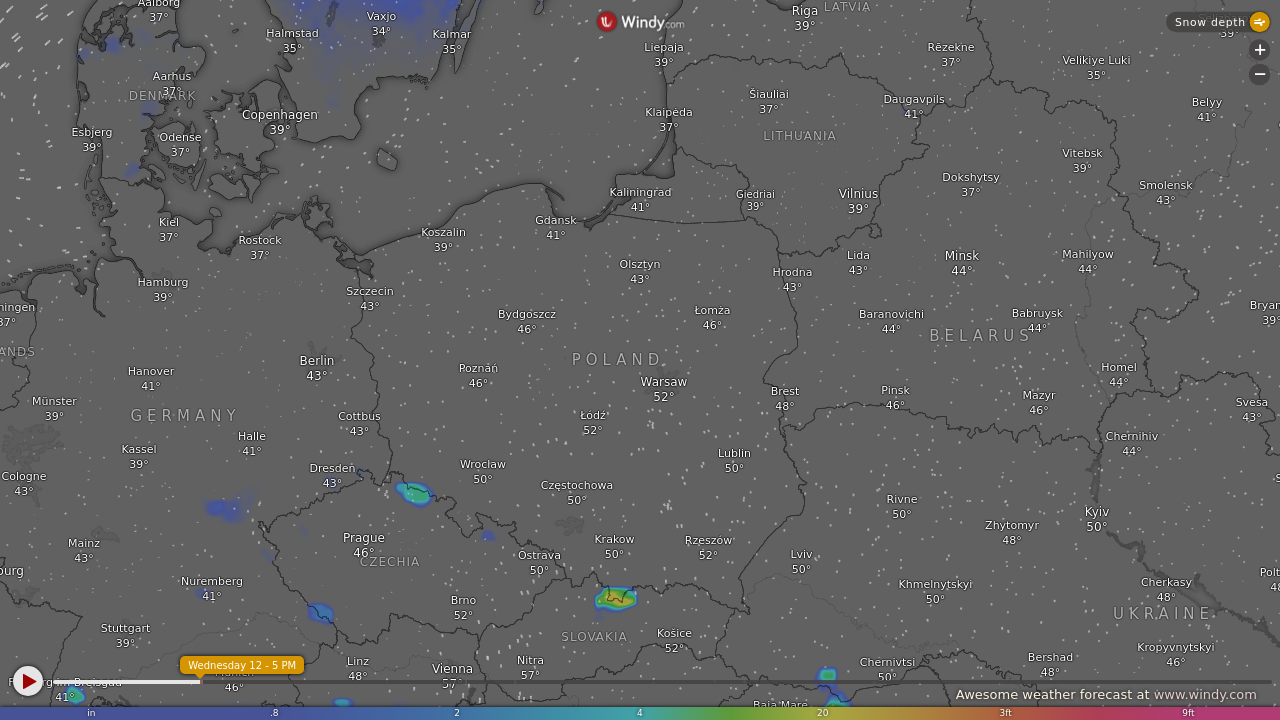 Aalborg
37°
Vaxjo
34°
Halmstad
35°
Kalmar
35°
Windy.com
Riga
39°
LATVIA
Snow depth
39°
+
−
Liepaja
39°
Rēzekne
37°
Velikiye Luki
35°
Aarhus
37°
DENMARK
Copenhagen
39°
Esbjerg
39°
Odense
37°
Klaipėda
37°
Šiauliai
37°
LITHUANIA
Daugavpils
41°
Belyy
41°
Vitebsk
39°
Dokshytsy
37°
Smolensk
43°
Kaliningrad
41°
Giedriai
39°
Vilnius
39°
Kiel
37°
Rostock
37°
Koszalin
39°
Gdansk
41°
Olsztyn
43°
Hrodna
43°
Lida
43°
Minsk
44°
Mahilyow
44°
Hamburg
39°
Szczecin
43°
ningen
37°
Bydgoszcz
46°
Łomża
46°
Baranovichi
44°
Babruysk
44°
BELARUS
Bryan
39°
ANDS
Berlin
43°
Hanover
41°
Poznań
46°
POLAND
Warsaw
52°
Brest
48°
Pinsk
46°
Mazyr
46°
Homel
44°
Münster
39°
GERMANY
Cottbus
43°
Łódź
52°
Svesa
43°
Kassel
39°
Halle
41°
Chernihiv
44°
Cologne
43°
Dresden
43°
Wrocław
50°
Częstochowa
50°
Lublin
50°
S
Rivne
50°
Kyiv
50°
Zhytomyr
48°
Mainz
43°
Prague
46°
CZECHIA
Ostrava
50°
Krakow
50°
Rzeszów
52°
Lviv
50°
burg
Nuremberg
41°
Khmelnytskyi
50°
Cherkasy
48°
Polt
48
UKRAINE
Brno
52°
Stuttgart
39°
SLOVAKIA
Košice
52°
Linz
48°
Vienna
57°
Nitra
57°
Chernivtsi
50°
Bershad
48°
Kropyvnytskyi
46°
Wednesday 12 - 5 PM
41°
46°
Baia Mare
Awesome weather forecast at www.windy.com
in .8 2 4 20 3ft 9ft